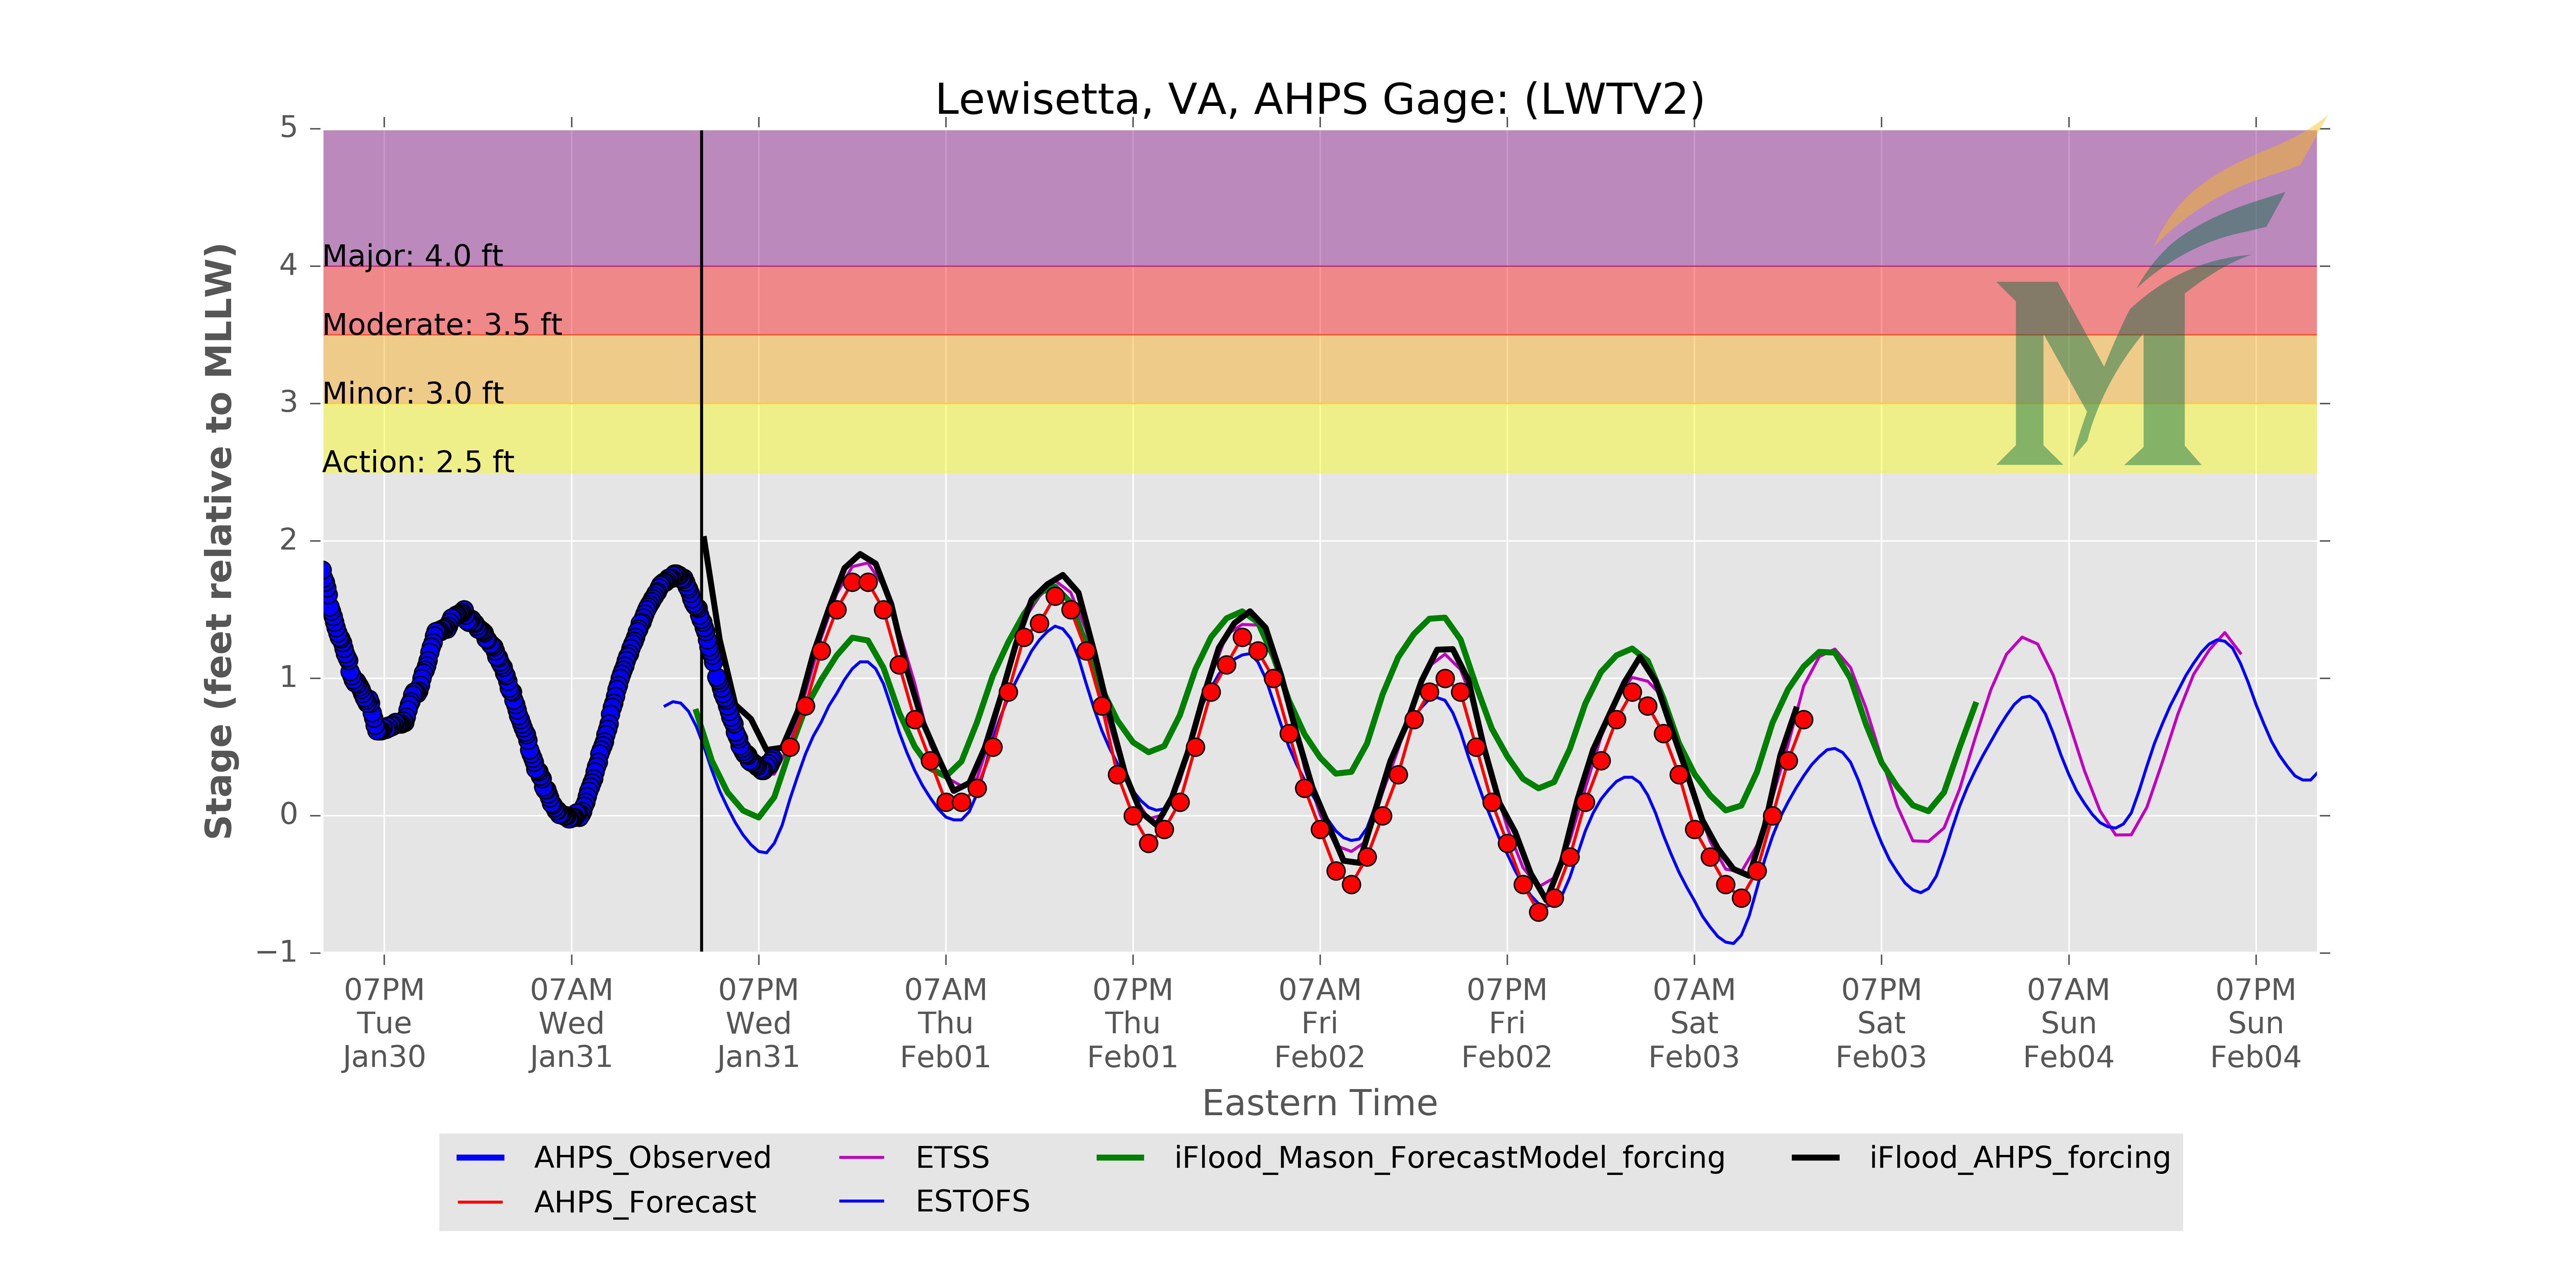 Lewisetta, VA, AHPS Gage: (LWTV2)
Stage (feet relative to MLLW)
5
4
3
2
1
0
−1
Major: 4.0 ft
Moderate: 3.5 ft
Minor: 3.0 ft
Action: 2.5 ft
M
07PM Tue Jan30
07AM Wed Jan31
07PM Wed Jan31
07AM Thu Feb01
07PM Thu Feb01
07AM Fri Feb02
07PM Fri Feb02
07AM Sat Feb03
07PM Sat Feb03
07AM Sun Feb04
07PM Sun Feb04
Eastern Time
AHPS_Observed
AHPS_Forecast
ETSS
ESTOFS
iFlood_Mason_ForecastModel_forcing
iFlood_AHPS_forcing